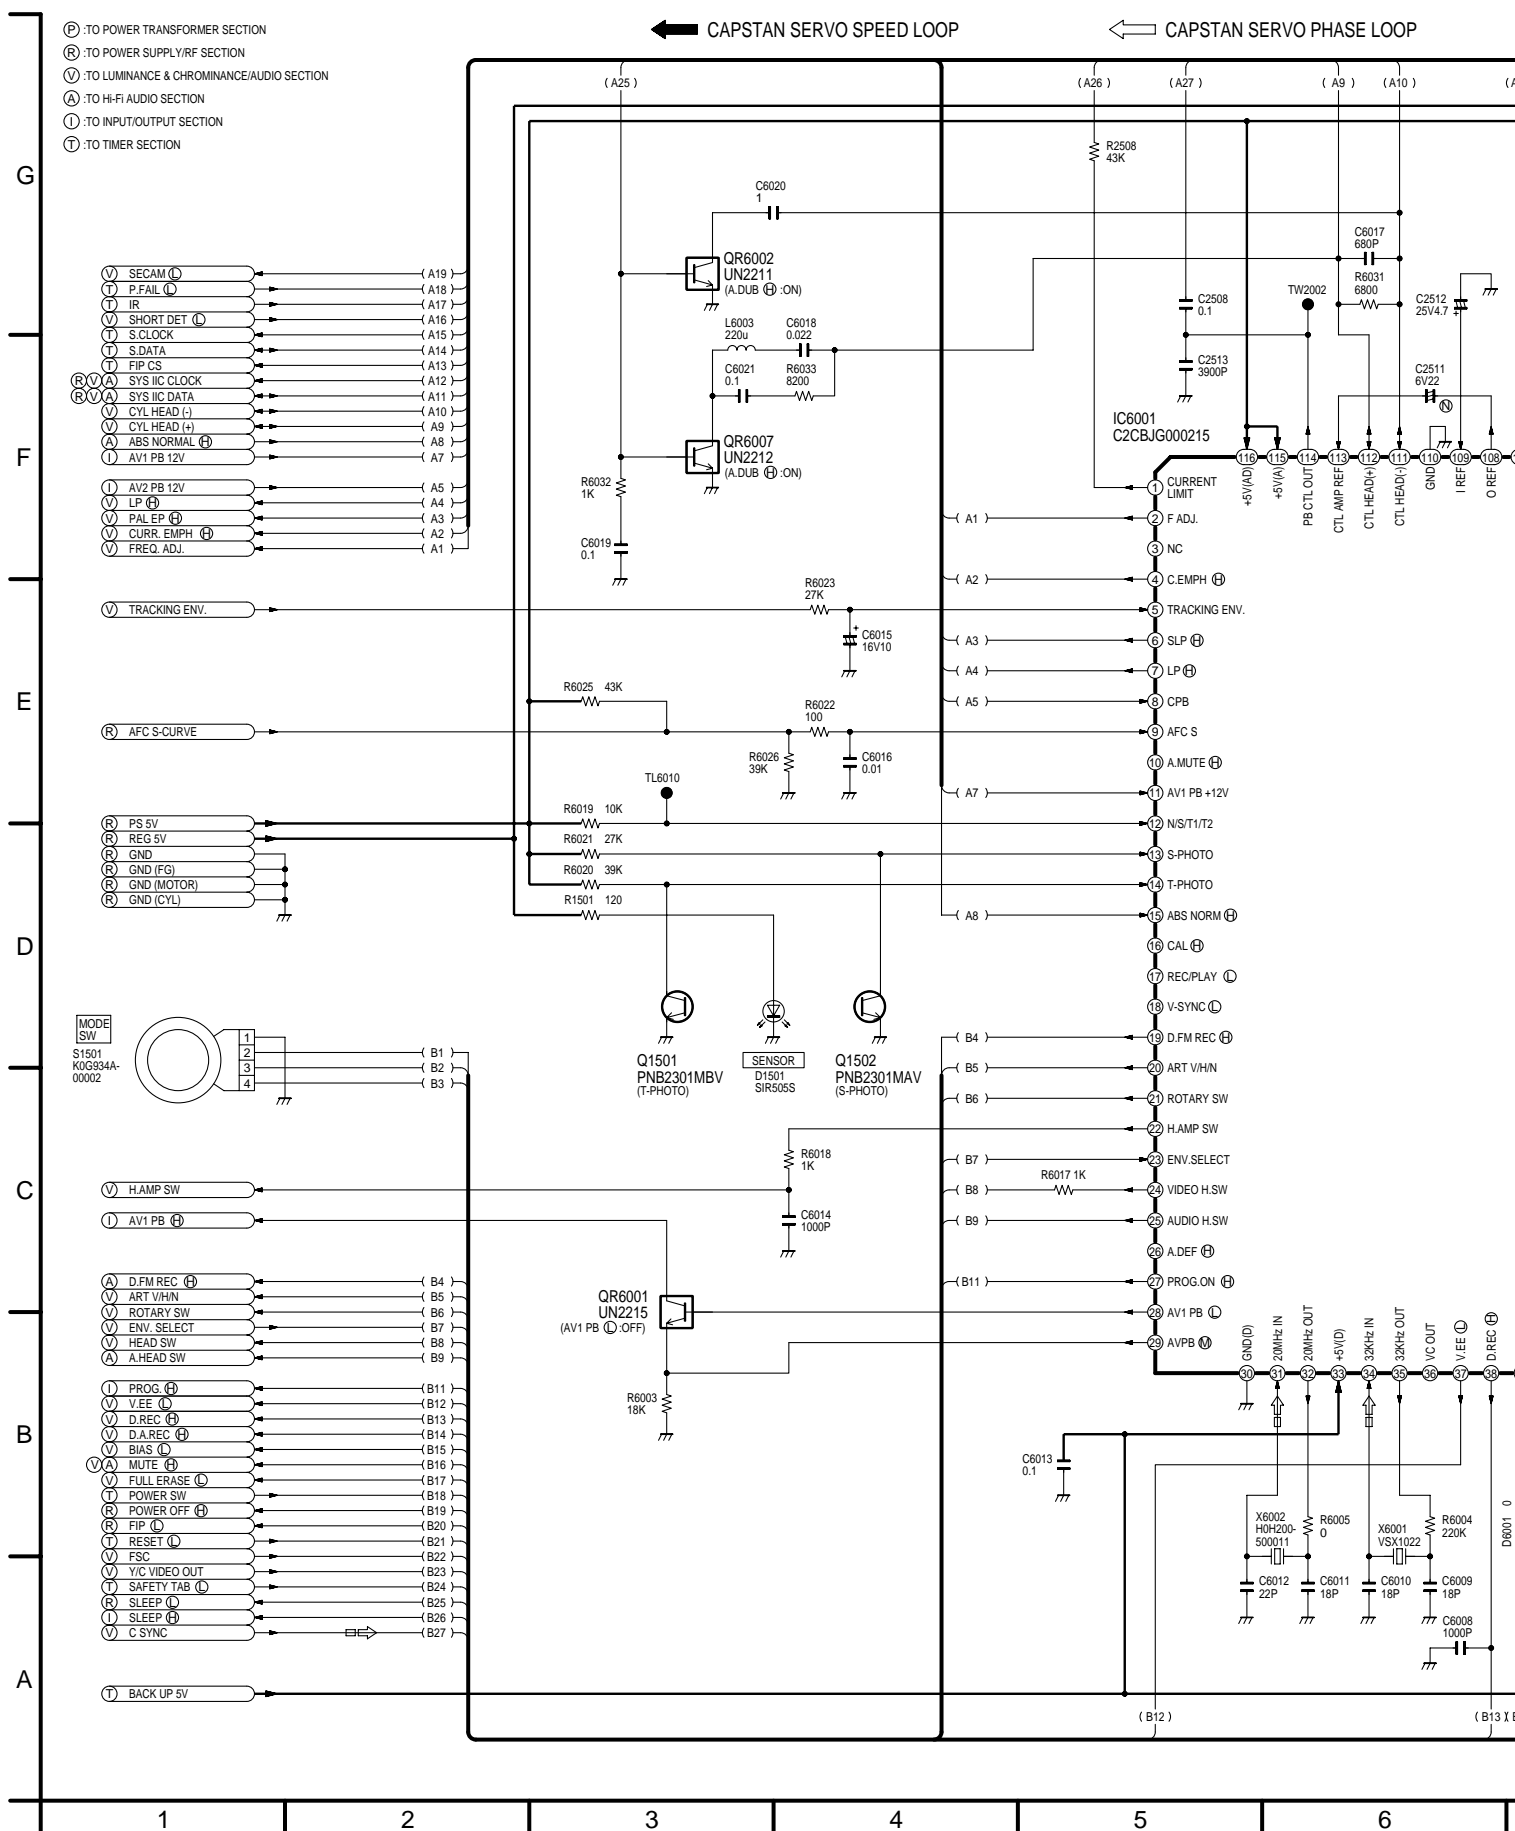 Ⓟ :TO POWER TRANSFORMER SECTION
Ⓡ :TO POWER SUPPLY/RF SECTION
Ⓥ :TO LUMINANCE & CHROMINANCE/AUDIO SECTION
Ⓐ :TO Hi-Fi AUDIO SECTION
Ⓘ :TO INPUT/OUTPUT SECTION
Ⓣ :TO TIMER SECTION
CAPSTAN SERVO SPEED LOOP
CAPSTAN SERVO PHASE LOOP
(A25)
(A26)
(A27)
(A9)
(A10)
G
F
E
D
C
B
A
Ⓥ SECAM Ⓛ (A19)
Ⓣ P.FAIL Ⓛ (A18)
Ⓣ IR (A17)
Ⓥ SHORT DET Ⓛ (A16)
Ⓣ S.CLOCK (A15)
Ⓣ S.DATA (A14)
Ⓣ FIP CS (A13)
Ⓡ Ⓥ Ⓐ SYS IIC CLOCK (A12)
Ⓡ Ⓥ Ⓐ SYS IIC DATA (A11)
Ⓥ CYL HEAD (-) (A10)
Ⓥ CYL HEAD (+) (A9)
Ⓐ ABS NORMAL Ⓗ (A8)
Ⓘ AV1 PB 12V (A7)
Ⓘ AV2 PB 12V (A5)
Ⓥ LP Ⓗ (A4)
Ⓥ PAL EP Ⓗ (A3)
Ⓥ CURR. EMPH Ⓗ (A2)
Ⓥ FREQ. ADJ. (A1)
Ⓥ TRACKING ENV.
Ⓡ AFC S-CURVE
Ⓡ PS 5V
Ⓡ REG 5V
Ⓡ GND
Ⓡ GND (FG)
Ⓡ GND (MOTOR)
Ⓡ GND (CYL)
MODE
SW
S1501
K0G934A-
00002
1
2 (B1)
3 (B2)
4 (B3)
Ⓥ H.AMP SW
Ⓘ AV1 PB Ⓗ
Ⓐ D.FM REC Ⓗ (B4)
Ⓥ ART V/H/N (B5)
Ⓥ ROTARY SW (B6)
Ⓥ ENV. SELECT (B7)
Ⓥ HEAD SW (B8)
Ⓐ A.HEAD SW (B9)
Ⓘ PROG. Ⓗ (B11)
Ⓥ V.EE Ⓛ (B12)
Ⓥ D.REC Ⓗ (B13)
Ⓥ D.A.REC Ⓗ (B14)
Ⓥ BIAS Ⓛ (B15)
Ⓥ Ⓐ MUTE Ⓗ (B16)
Ⓥ FULL ERASE Ⓛ (B17)
Ⓣ POWER SW (B18)
Ⓡ POWER OFF Ⓗ (B19)
Ⓡ FIP Ⓛ (B20)
Ⓣ RESET Ⓛ (B21)
Ⓥ FSC (B22)
Ⓥ Y/C VIDEO OUT (B23)
Ⓣ SAFETY TAB Ⓛ (B24)
Ⓡ SLEEP Ⓛ (B25)
Ⓘ SLEEP Ⓗ (B26)
Ⓥ C SYNC (B27)
Ⓣ BACK UP 5V
C6020
1
QR6002
UN2211
(A.DUB Ⓗ :ON)
L6003
220u
C6018
0.022
C6021
0.1
R6033
8200
QR6007
UN2212
(A.DUB Ⓗ :ON)
R6032
1K
C6019
0.1
R6023
27K
C6015
16V10
+
R6025 43K
R6022
100
R6026
39K
C6016
0.01
TL6010
R6019 10K
R6021 27K
R6020 39K
R1501 120
Q1501
PNB2301MBV
(T-PHOTO)
SENSOR
D1501
SIR505S
Q1502
PNB2301MAV
(S-PHOTO)
R6018
1K
C6014
1000P
QR6001
UN2215
(AV1 PB Ⓛ :OFF)
R6003
18K
R2508
43K
C2508
0.1
C2513
3900P
TW2002
C6017
680P
R6031
6800
C2512
25V4.7
+
C2511
6V22
Ⓝ
IC6001
C2CBJG000215
116 +5V(AD)
115 +5V(A)
114 PB CTL OUT
113 CTL AMP REF
112 CTL HEAD(+)
111 CTL HEAD(-)
110 GND
109 I REF
108 O REF
1 CURRENT
LIMIT
(A1) 2 F ADJ.
3 NC
(A2) 4 C.EMPH Ⓗ
5 TRACKING ENV.
(A3) 6 SLP Ⓗ
(A4) 7 LP Ⓗ
(A5) 8 CPB
9 AFC S
10 A.MUTE Ⓗ
(A7) 11 AV1 PB +12V
12 N/S/T1/T2
13 S-PHOTO
14 T-PHOTO
(A8) 15 ABS NORM Ⓗ
16 CAL Ⓗ
17 REC/PLAY Ⓛ
18 V-SYNC Ⓛ
(B4) 19 D.FM REC Ⓗ
(B5) 20 ART V/H/N
(B6) 21 ROTARY SW
22 H.AMP SW
(B7) 23 ENV.SELECT
(B8) R6017 1K 24 VIDEO H.SW
(B9) 25 AUDIO H.SW
26 A.DEF Ⓗ
(B11) 27 PROG.ON Ⓗ
28 AV1 PB Ⓛ
29 AVPB Ⓜ
30 GND(D)
31 20MHz IN
32 20MHz OUT
33 +5V(D)
34 32KHz IN
35 32KHz OUT
36 VC OUT
37 V.EE Ⓛ
38 D.REC Ⓗ
C6013
0.1
X6002
H0H200-
500011
R6005
0
X6001
VSX1022
R6004
220K
D6001 0
C6012
22P
C6011
18P
C6010
18P
C6009
18P
C6008
1000P
(B12)
(B13)
1 2 3 4 5 6